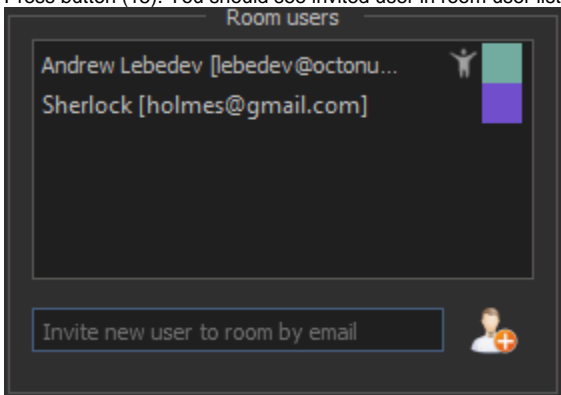 Press button (10). You should see invited user in room user list
Room users
Andrew Lebedev [lebedev@octonu...
Sherlock [holmes@gmail.com]
Invite new user to room by email